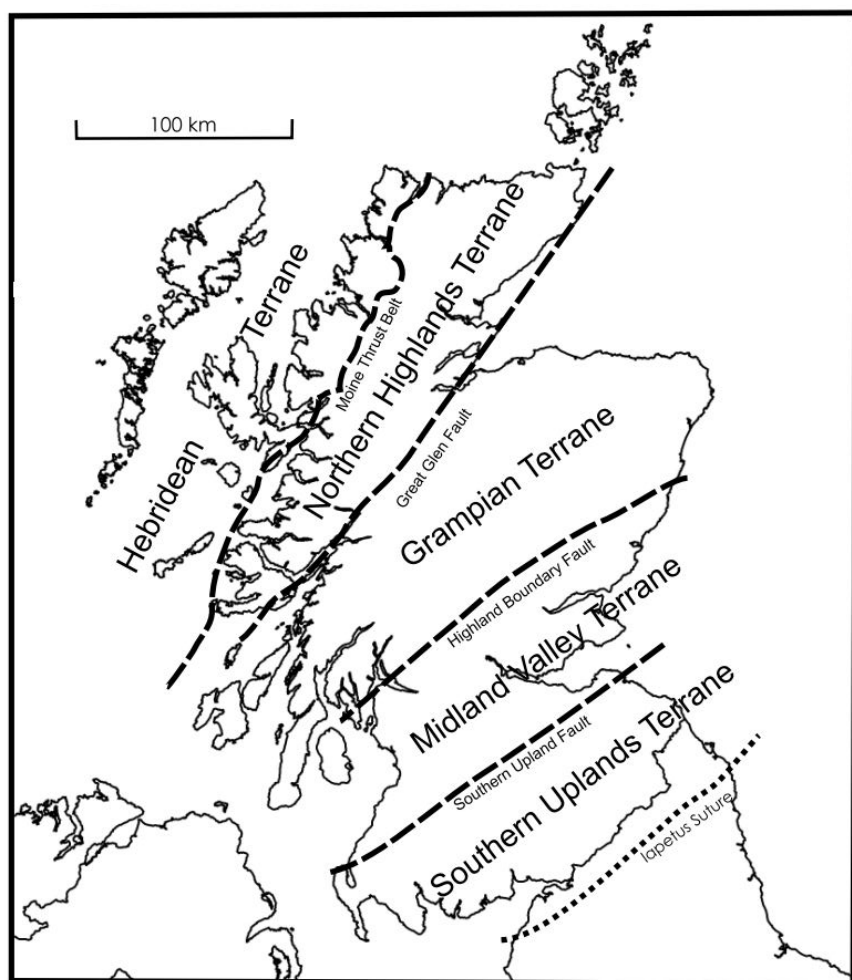 100 km
Hebridean Terrane
Moine Thrust Belt
Northern Highlands Terrane
Great Glen Fault
Grampian Terrane
Highland Boundary Fault
Midland Valley Terrane
Southern Upland Fault
Southern Uplands Terrane
Iapetus Suture